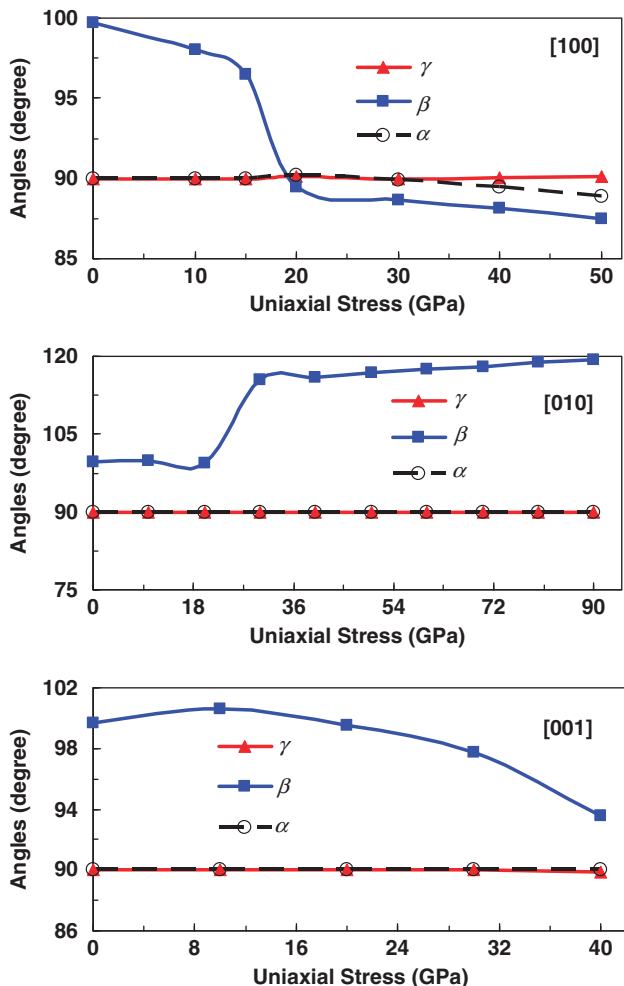 100
[100]
γ
95
β
α
90
85
0 10 20 30 40 50
Angles (degree)
Uniaxial Stress (GPa)
120
[010]
γ
105
β
α
90
75
0 18 36 54 72 90
Angles (degree)
Uniaxial Stress (GPa)
102
[001]
98
γ
β
94
α
90
86
0 8 16 24 32 40
Angles (degree)
Uniaxial Stress (GPa)